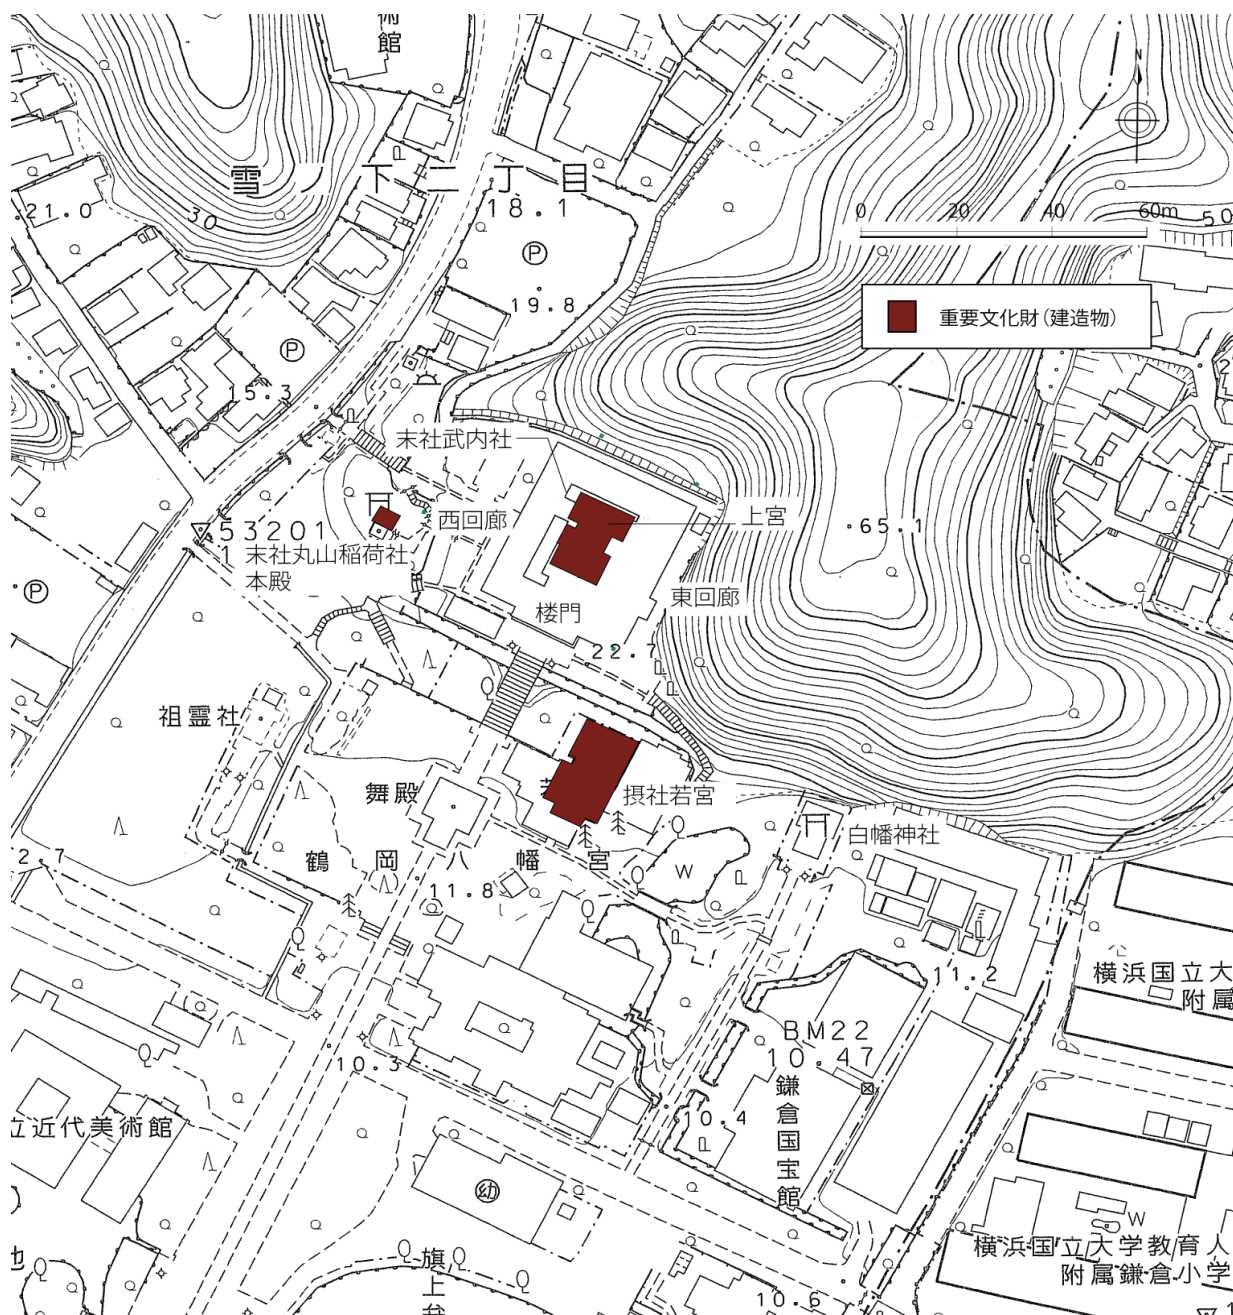 術
館
雪ノ下二丁目
N
21.0
30
18.1
0 20 40 60m
50
P
19.8
重要文化財(建造物)
P
15.3
末社武内社
上宮
65.1
西回廊
53201
末社丸山稲荷社
本殿
P
東回廊
楼門
22.7
祖霊社
舞殿
摂社若宮
白幡神社
鶴岡八幡宮
2.7
11.8
W
11.2
横浜国立大
附属
BM22
10.47
10.3
鎌倉国宝館
10.4
立近代美術館
幼
W
旗上弁
横浜国立大学教育人
附属鎌倉小学
10.6